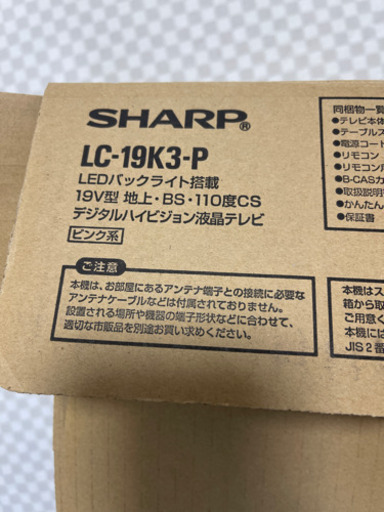 SHARP®
LC-19K3-P
LEDバックライト搭載
19V型 地上・BS・110度CS
デジタルハイビジョン液晶テレビ
ピンク系
ご注意
本機は、お部屋にあるアンテナ端子との接続に必要な
アンテナケーブルなどは付属されておりません。
設置される場所や機器の端子形状などに合わせて、
適切な市販品を別途お買い求めください。
同梱物一覧
●テレビ本体
●テーブルス
●電源コード
●リモコン
●リモコン用
●B-CASカ
●取扱説明
●かんたん
●保証書
本機はス
箱から取
ご用意く
本機には
JIS2番